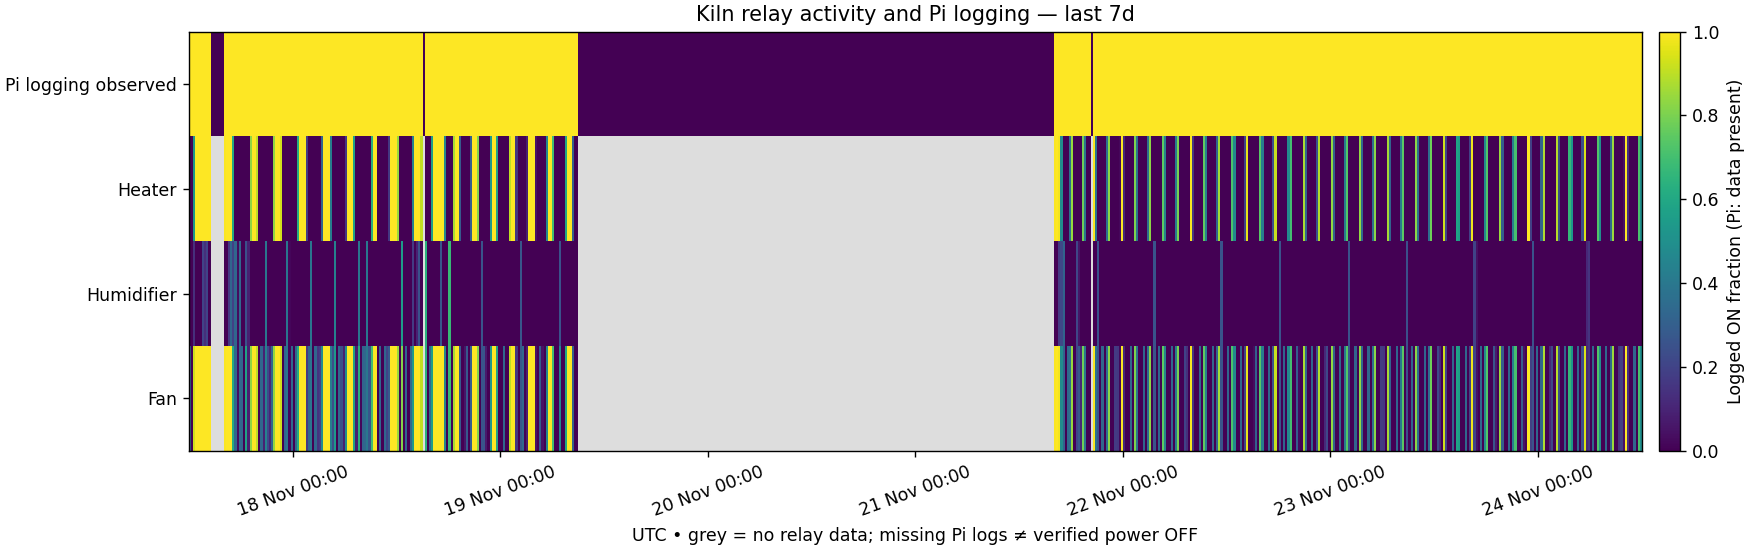 Kiln relay activity and Pi logging — last 7d
Pi logging observed
Heater
Humidifier
Fan
18 Nov 00:00
19 Nov 00:00
20 Nov 00:00
21 Nov 00:00
22 Nov 00:00
23 Nov 00:00
24 Nov 00:00
UTC • grey = no relay data; missing Pi logs ≠ verified power OFF
1.0
0.8
0.6
0.4
0.2
0.0
Logged ON fraction (Pi: data present)